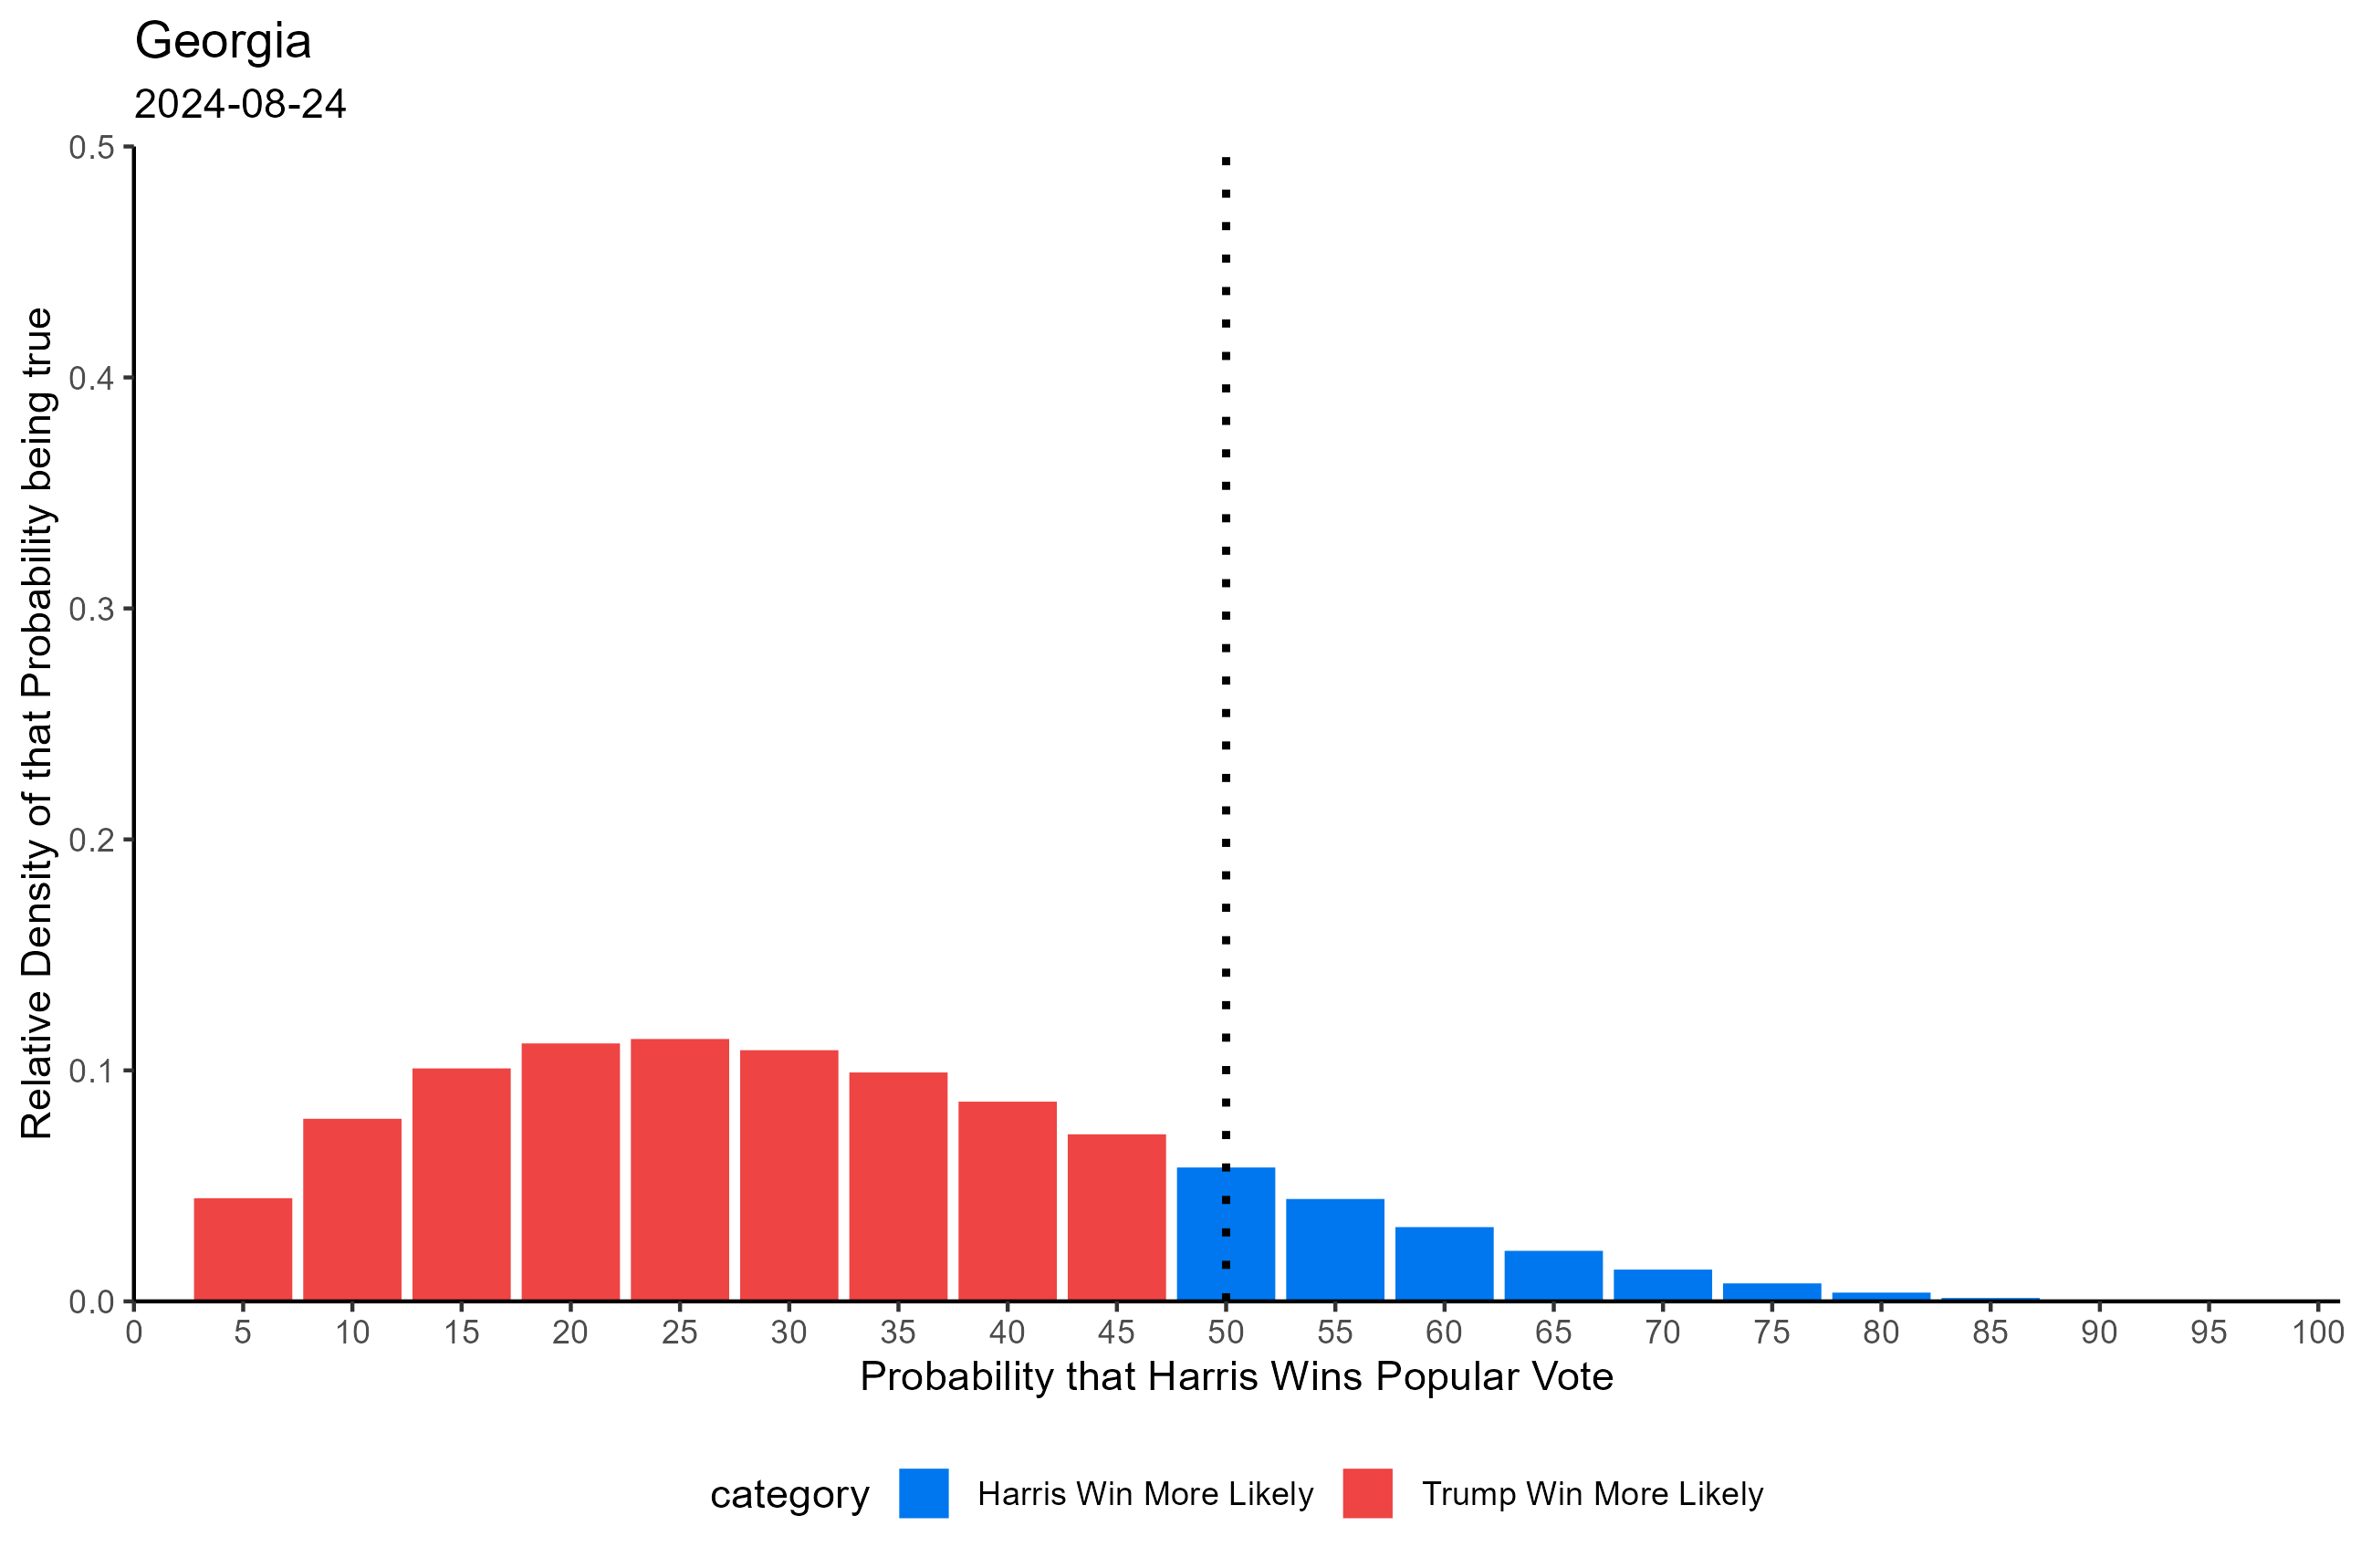 Georgia
2024-08-24
Relative Density of that Probability being true
0.5
0.4
0.3
0.2
0.1
0.0
0 5 10 15 20 25 30 35 40 45 50 55 60 65 70 75 80 85 90 95 100
Probability that Harris Wins Popular Vote
category Harris Win More Likely Trump Win More Likely